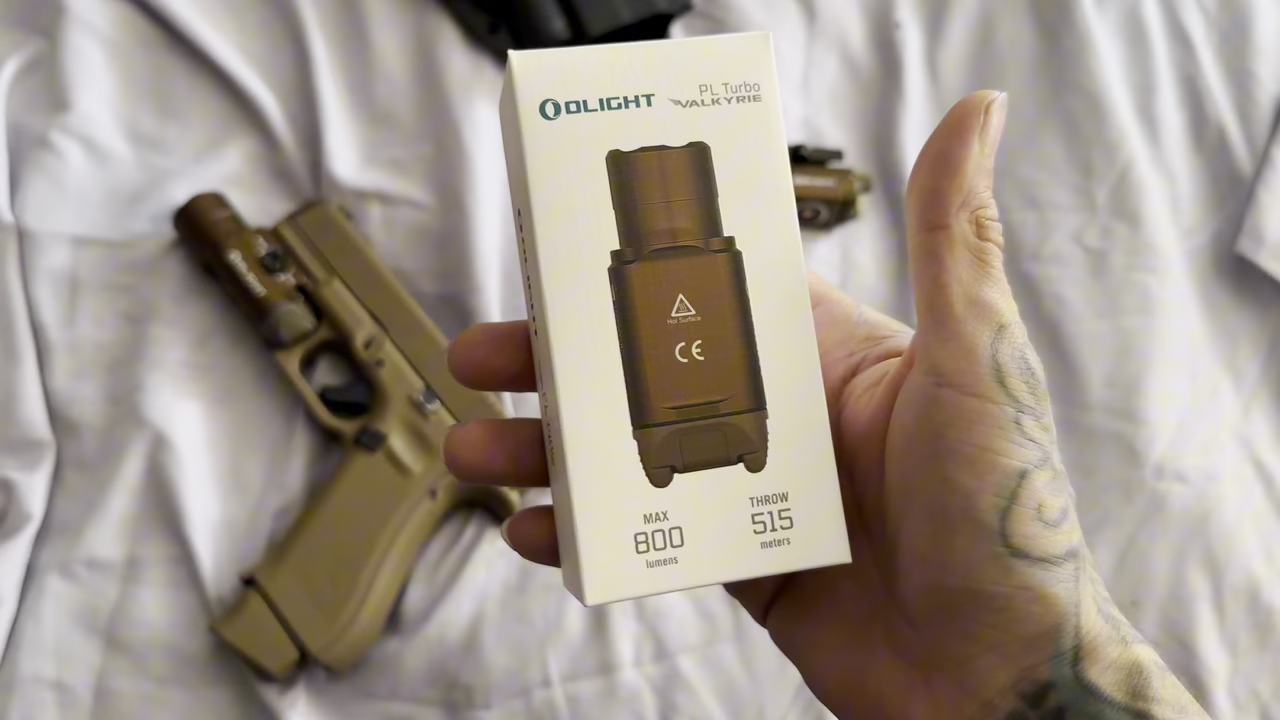 OLIGHT
PL Turbo
VALKYRIE
Hot Surface
CE
MAX
800
lumens
THROW
515
meters